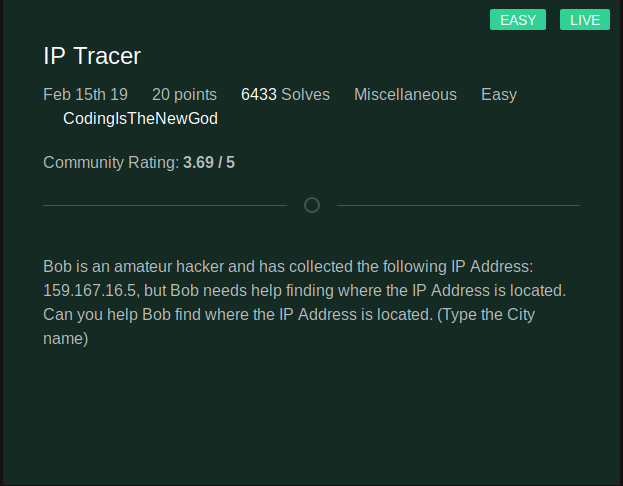 EASY LIVE
IP Tracer
Feb 15th 19 20 points 6433 Solves Miscellaneous Easy
CodingIsTheNewGod
Community Rating: 3.69 / 5
Bob is an amateur hacker and has collected the following IP Address:
159.167.16.5, but Bob needs help finding where the IP Address is located.
Can you help Bob find where the IP Address is located. (Type the City
name)